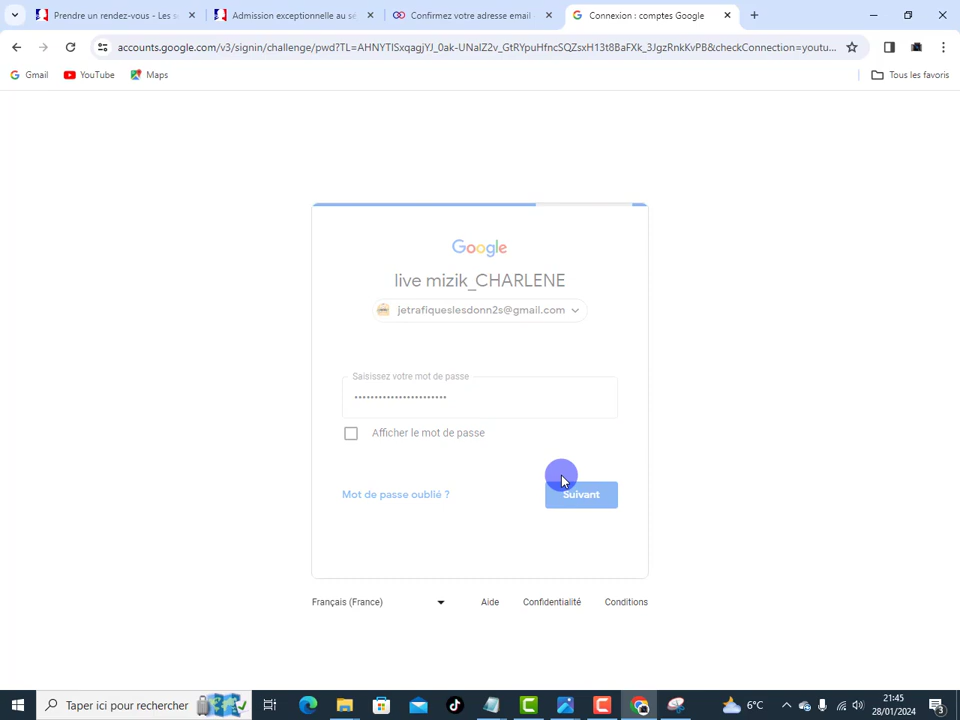 Prendre un rendez-vous - Les s
Admission exceptionnelle au se
Confirmez votre adresse email
Connexion : comptes Google
accounts.google.com/v3/signin/challenge/pwd?TL=AHNYTISxqagjYJ_0ak-UNalZ2v_GtRYpuHfncSQZsxH13t8BaFXk_3JgzRnkKvPB&checkConnection=youtu...
Gmail
YouTube
Maps
Tous les favoris
Google
live mizik_CHARLENE
jetrafiqueslesdonn2s@gmail.com
Saisissez votre mot de passe
Afficher le mot de passe
Mot de passe oublié ?
Suivant
Français (France)
Aide
Confidentialité
Conditions
Taper ici pour rechercher
6°C
21:45
28/01/2024
3